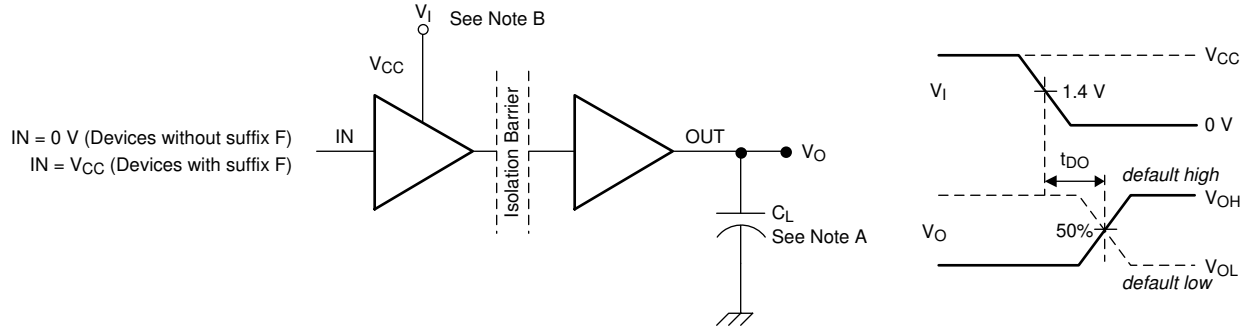 V_I See Note B
V_CC
IN = 0 V (Devices without suffix F)
IN = V_CC (Devices with suffix F)
IN
Isolation Barrier
OUT
V_O
C_L
See Note A
V_I
V_CC
1.4 V
0 V
t_DO
default high
V_OH
V_O
50%
V_OL
default low